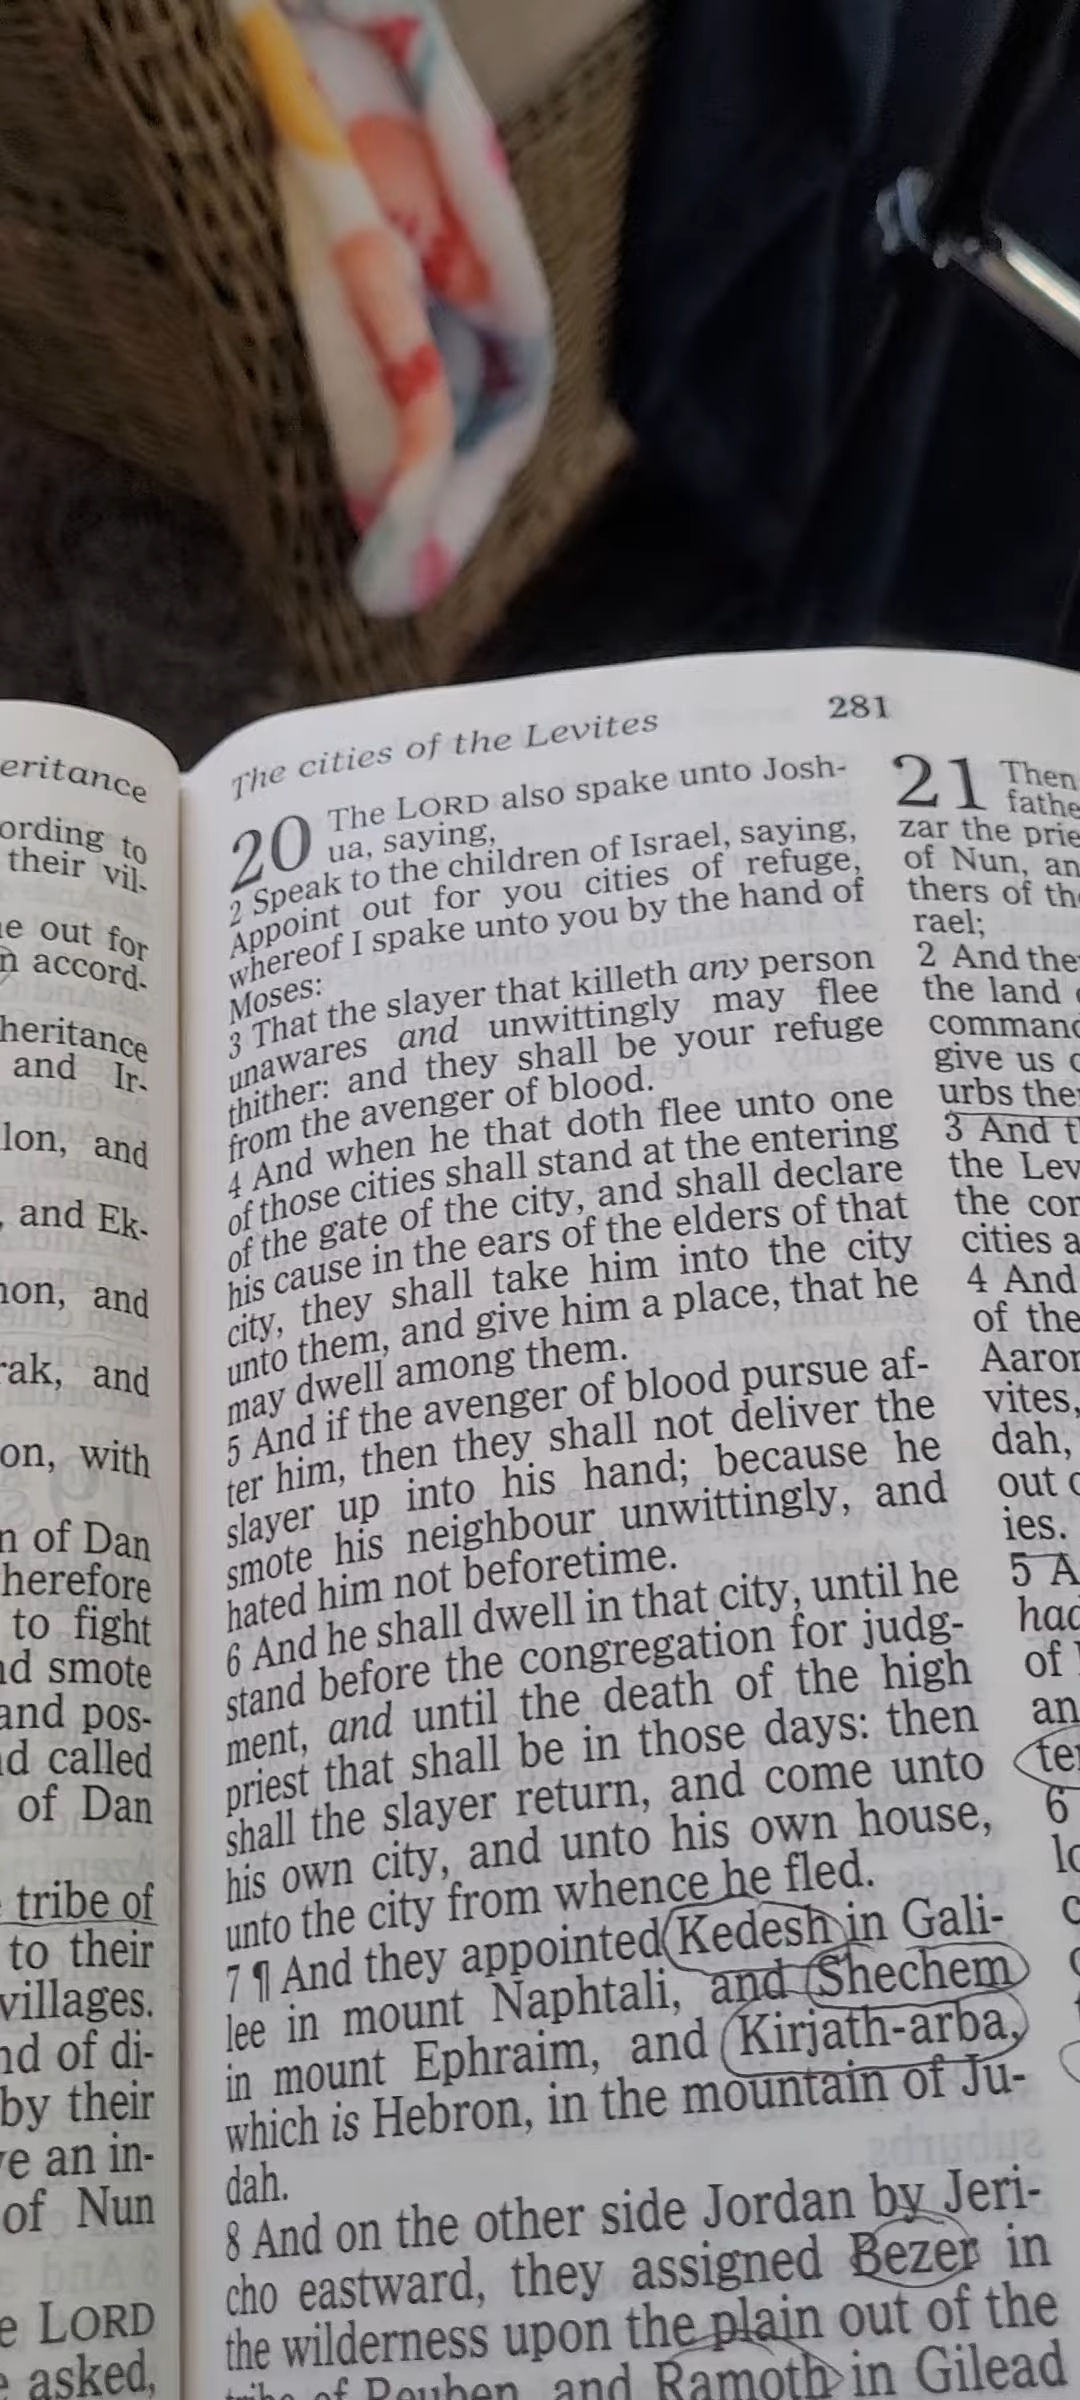 eritance
ording to
their vil-
e out for
n accord-
heritance
and Ir-
lon, and
, and Ek-
non, and
rak, and
on, with
n of Dan
herefore
to fight
nd smote
and pos-
nd called
of Dan
tribe of
to their
villages.
nd of di-
by their
ve an in-
of Nun
e LORD
asked,
The cities of the Levites
281
20 The LORD also spake unto Josh-
ua, saying,
2 Speak to the children of Israel, saying,
Appoint out for you cities of refuge,
whereof I spake unto you by the hand of
Moses:
3 That the slayer that killeth any person
unawares and unwittingly may flee
thither: and they shall be your refuge
from the avenger of blood.
4 And when he that doth flee unto one
of those cities shall stand at the entering
of the gate of the city, and shall declare
his cause in the ears of the elders of that
city, they shall take him into the city
unto them, and give him a place, that he
may dwell among them.
5 And if the avenger of blood pursue af-
ter him, then they shall not deliver the
slayer up into his hand; because he
smote his neighbour unwittingly, and
hated him not beforetime.
6 And he shall dwell in that city, until he
stand before the congregation for judg-
ment, and until the death of the high
priest that shall be in those days: then
shall the slayer return, and come unto
his own city, and unto his own house,
unto the city from whence he fled.
7 ¶ And they appointed Kedesh in Gali-
lee in mount Naphtali, and Shechem
in mount Ephraim, and Kirjath-arba,
which is Hebron, in the mountain of Ju-
dah.
8 And on the other side Jordan by Jeri-
cho eastward, they assigned Bezer in
the wilderness upon the plain out of the
tribe of Reuben, and Ramoth in Gilead
21 Then
fathe
zar the prie
of Nun, an
thers of the
rael;
2 And the
the land
command
give us
urbs the
3 And t
the Lev
the cor
cities a
4 And
of the
Aaron
vites,
dah,
out
ies.
5 A
had
of
an
ter
6